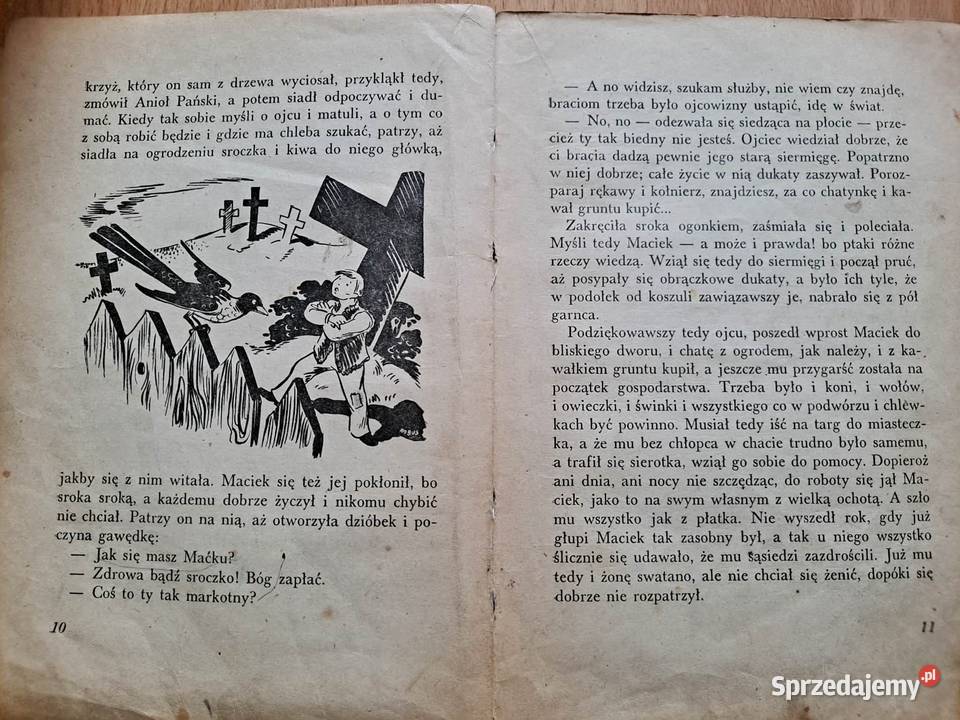 krzyż, który on sam z drzewa wyciosał, przykląkł tedy,
zmówił Anioł Pański, a potem siadł odpoczywać i du-
mać. Kiedy tak sobie myśli o ojcu i matuli, a o tym co
z sobą robić będzie i gdzie ma chleba szukać, patrzy, aż
siadła na ogrodzeniu sroczka i kiwa do niego główką,
jakby się z nim witała. Maciek się też jej pokłonił, bo
sroka sroką, a każdemu dobrze życzył i nikomu chybić
nie chciał. Patrzy on na nią, aż otworzyła dzióbek i po-
czyna gawędkę:
— Jak się masz Maćku?
— Zdrowa bądź sroczko! Bóg zapłać.
— Coś to ty tak markotny?
10
— A no widzisz, szukam służby, nie wiem czy znajdę,
braciom trzeba było ojcowizny ustąpić, idę w świat.
— No, no — odezwała się siedząca na płocie — prze-
cież ty tak biedny nie jesteś. Ojciec wiedział dobrze, że
ci bracia dadzą pewnie jego starą siermięgę. Popatrzno
w niej dobrze; całe życie w nią dukaty zaszywał. Poroz-
paraj rękawy i kołnierz, znajdziesz, za co chatynkę i ka-
wał gruntu kupić...
Zakręciła sroka ogonkiem, zaśmiała się i poleciała.
Myśli tedy Maciek — a może i prawda! bo ptaki różne
rzeczy wiedzą. Wziął się tedy do siermięgi i począł pruć,
aż posypały się obrączkowe dukaty, a było ich tyle, że
w podołek od koszuli zawiązawszy je, nabrało się z pół
garnca.
Podziękowawszy tedy ojcu, poszedł wprost Maciek do
bliskiego dworu, i chatę z ogrodem, jak należy, i z ka-
wałkiem gruntu kupił, a jeszcze mu przygarść została na
początek gospodarstwa. Trzeba było i koni, i wołów,
i owieczki, i świnki i wszystkiego co w podwórzu i chlew-
kach być powinno. Musiał tedy iść na targ do miastecz-
ka, a że mu bez chłopca w chacie trudno było samemu,
a trafił się sierotka, wziął go sobie do pomocy. Dopieroż
ani dnia, ani nocy nie szczędząc, do roboty się jął Ma-
ciek, jako to na swym własnym z wielką ochotą. A szło
mu wszystko jak z płatka. Nie wyszedł rok, gdy już
głupi Maciek tak zasobny był, a tak u niego wszystko
ślicznie się udawało, że mu sąsiedzi zazdrościli. Już mu
tedy i żonę swatano, ale nie chciał się żenić, dopóki się
dobrze nie rozpatrzył.
11
Sprzedajemy.pl